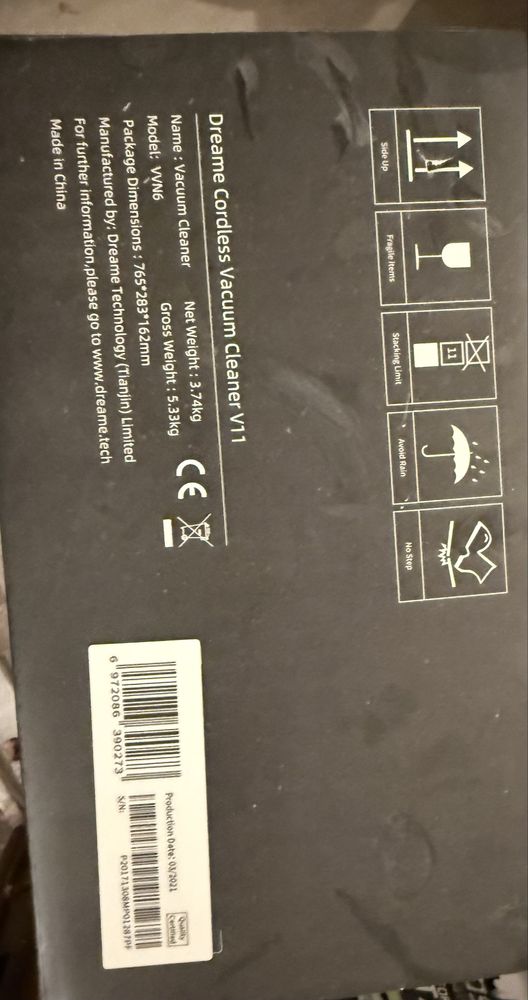 Side Up
Fragile Items
11
Stacking Limit
Avoid Rain
No Step
Dreame Cordless Vacuum Cleaner V11
Name : Vacuum Cleaner Net Weight : 3.74kg
Model: VVN6 Gross Weight : 5.33kg
Package Dimensions : 765*283*162mm
Manufactured by: Dreame Technology (Tianjin) Limited
For further information,please go to www.dreame.tech
Made in China
CE
6 972086 390273
Production Date: 03/2021
Quality
Certified
S/N: